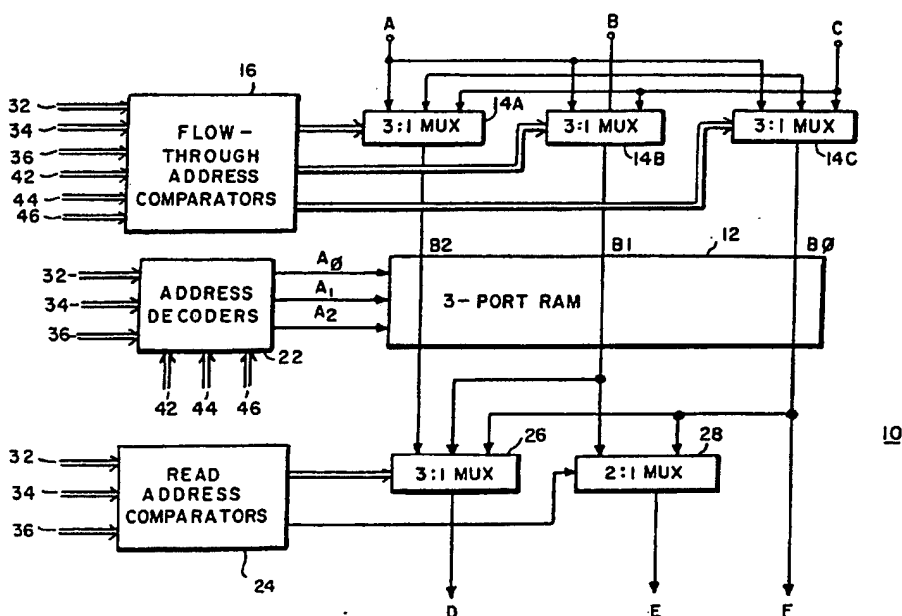 A
B
C
16
32
34
36
42
44
46
FLOW-
THROUGH
ADDRESS
COMPARATORS
3:1 MUX
14A
3:1 MUX
14B
3:1 MUX
14C
B2
B1
BØ
12
32
34
36
ADDRESS
DECODERS
22
AØ
A1
A2
3-PORT RAM
42
44
46
10
32
34
36
READ
ADDRESS
COMPARATORS
24
3:1 MUX
26
2:1 MUX
28
D
E
F